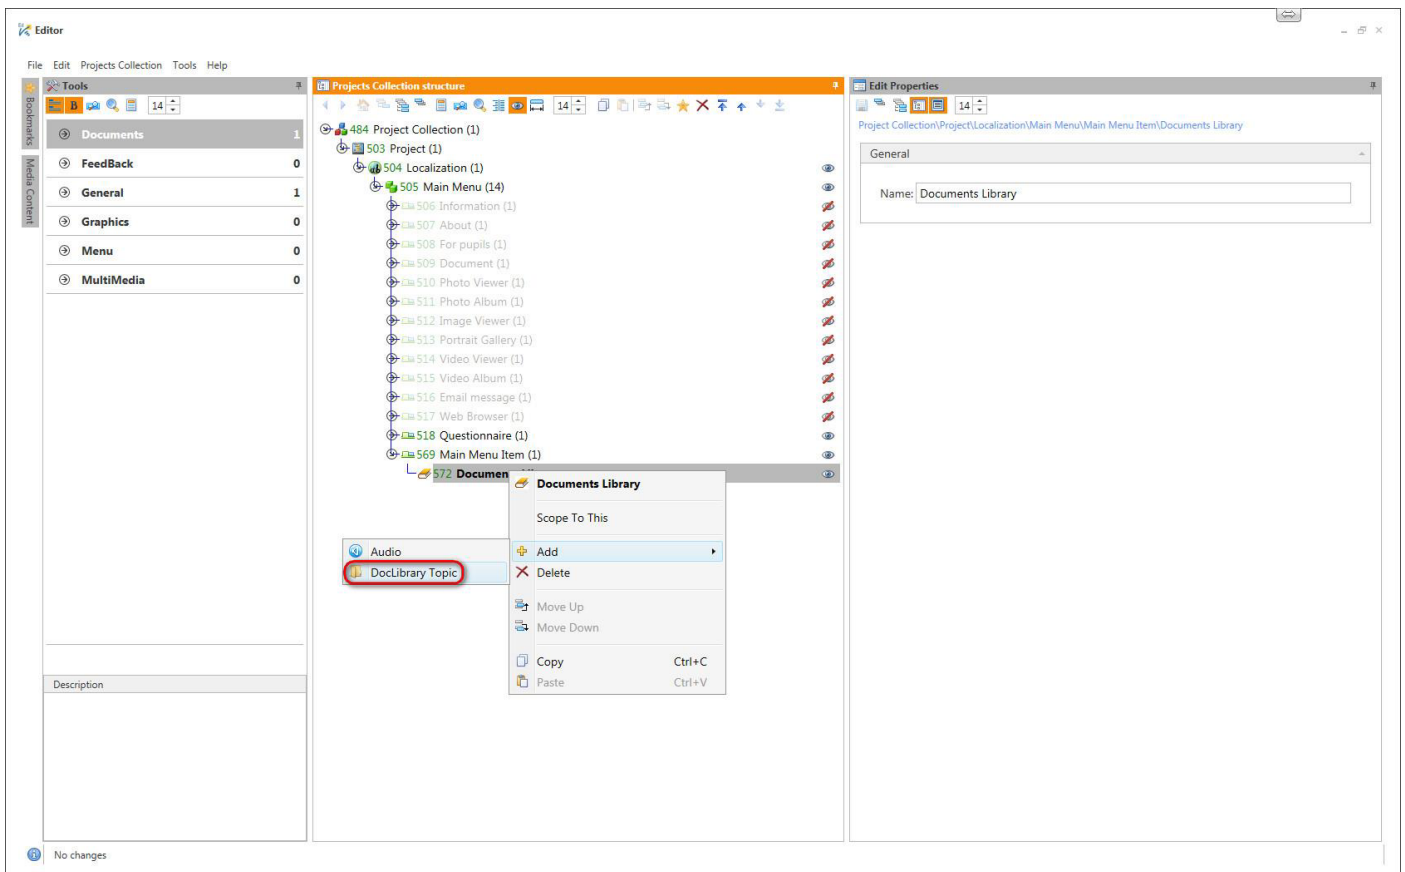 Editor
File Edit Projects Collection Tools Help
Bookmarks
Media Content
Tools
B 14
Documents 1
FeedBack 0
General 1
Graphics 0
Menu 0
MultiMedia 0
Description
Projects Collection structure
14
484 Project Collection (1)
503 Project (1)
504 Localization (1)
505 Main Menu (14)
506 Information (1)
507 About (1)
508 For pupils (1)
509 Document (1)
510 Photo Viewer (1)
511 Photo Album (1)
512 Image Viewer (1)
513 Portrait Gallery (1)
514 Video Viewer (1)
515 Video Album (1)
516 Email message (1)
517 Web Browser (1)
518 Questionnaire (1)
569 Main Menu Item (1)
572 Documen
Documents Library
Scope To This
Add
Delete
Move Up
Move Down
Copy Ctrl+C
Paste Ctrl+V
Audio
DocLibrary Topic
Edit Properties
14
Project Collection\Project\Localization\Main Menu\Main Menu Item\Documents Library
General
Name: Documents Library
No changes